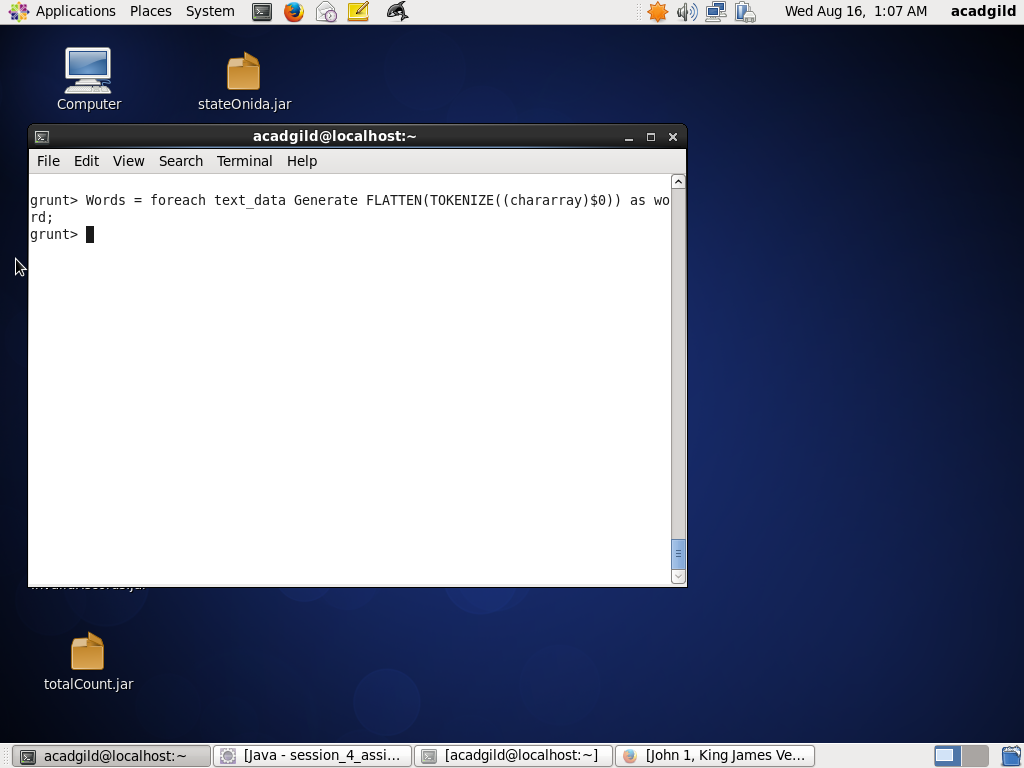 Applications Places System Wed Aug 16, 1:07 AM acadgild
Computer
stateOnida.jar
acadgild@localhost:~
File Edit View Search Terminal Help
grunt> Words = foreach text_data Generate FLATTEN(TOKENIZE((chararray)$0)) as wo
rd;
grunt>
totalCount.jar
acadgild@localhost:~ [Java - session_4_assi... [acadgild@localhost:~] [John 1, King James Ve...